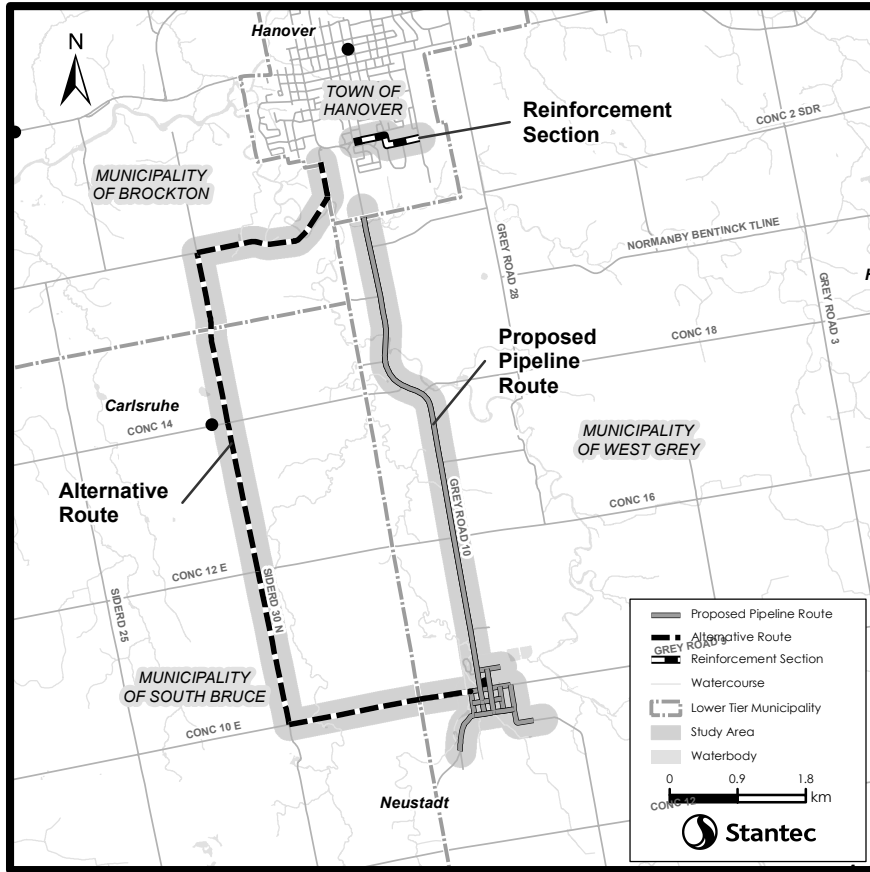 Hanover
N
TOWN OF
HANOVER
Reinforcement
Section
CONC 2 SDR
MUNICIPALITY
OF BROCKTON
NORMANBY BENTINCK TLINE
GREY ROAD 28
GREY ROAD 3
H
CONC 18
Proposed
Pipeline
Route
Carlsruhe
CONC 14
MUNICIPALITY
OF WEST GREY
Alternative
Route
CONC 16
GREY ROAD 10
CONC 12 E
SIDERD 30 N
SIDERD 25
MUNICIPALITY
OF SOUTH BRUCE
CONC 10 E
Neustadt
Proposed Pipeline Route
Alternative Route
GREY ROAD 9
Reinforcement Section
Watercourse
Lower Tier Municipality
Study Area
Waterbody
0 0.9 1.8
km
CONC 12
Stantec